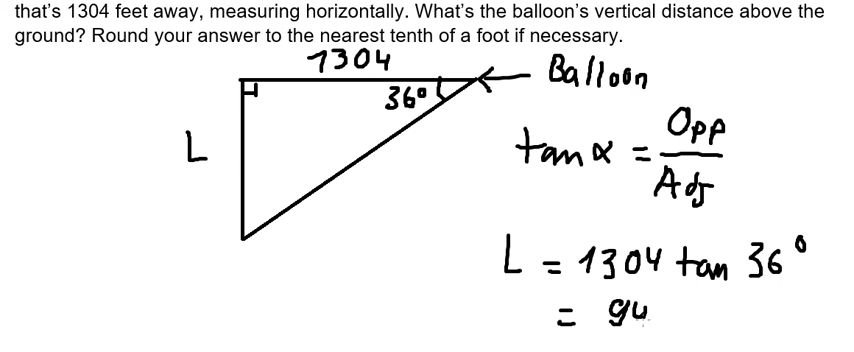 that's 1304 feet away, measuring horizontally. What's the balloon's vertical distance above the
ground? Round your answer to the nearest tenth of a foot if necessary.
1304
Balloon
36°
L
tan α = Opp / Adj
L = 1304 tan 36°
= 94